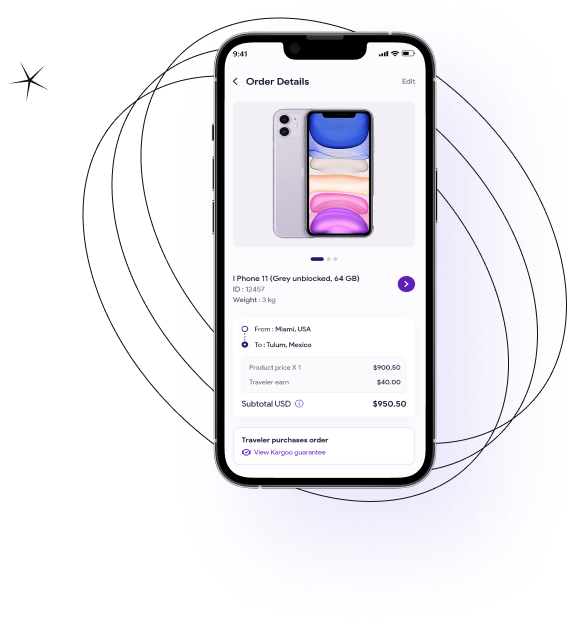 9:41
Order Details
Edit
I Phone 11 (Grey unblocked, 64 GB)
ID : 12457
Weight : 3 kg
From : Miami, USA
To : Tulum, Mexico
Product price X 1 $900.50
Traveler earn $40.00
Subtotal USD $950.50
Traveler purchases order
View Kargoo guarantee